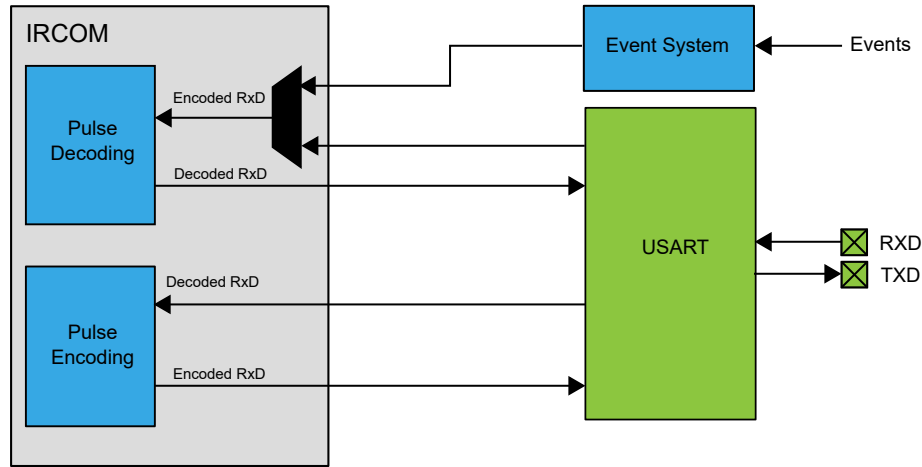 IRCOM
Event System
Events
Encoded RxD
Pulse
Decoding
Decoded RxD
USART
RXD
TXD
Decoded RxD
Pulse
Encoding
Encoded RxD